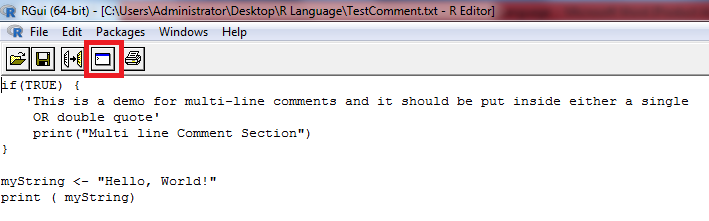 RGui (64-bit) - [C:\Users\Administrator\Desktop\R Language\TestComment.txt - R Editor]
File Edit Packages Windows Help
if(TRUE) {
   'This is a demo for multi-line comments and it should be put inside either a single
    OR double quote'
    print("Multi line Comment Section")
}
myString <- "Hello, World!"
print ( myString)